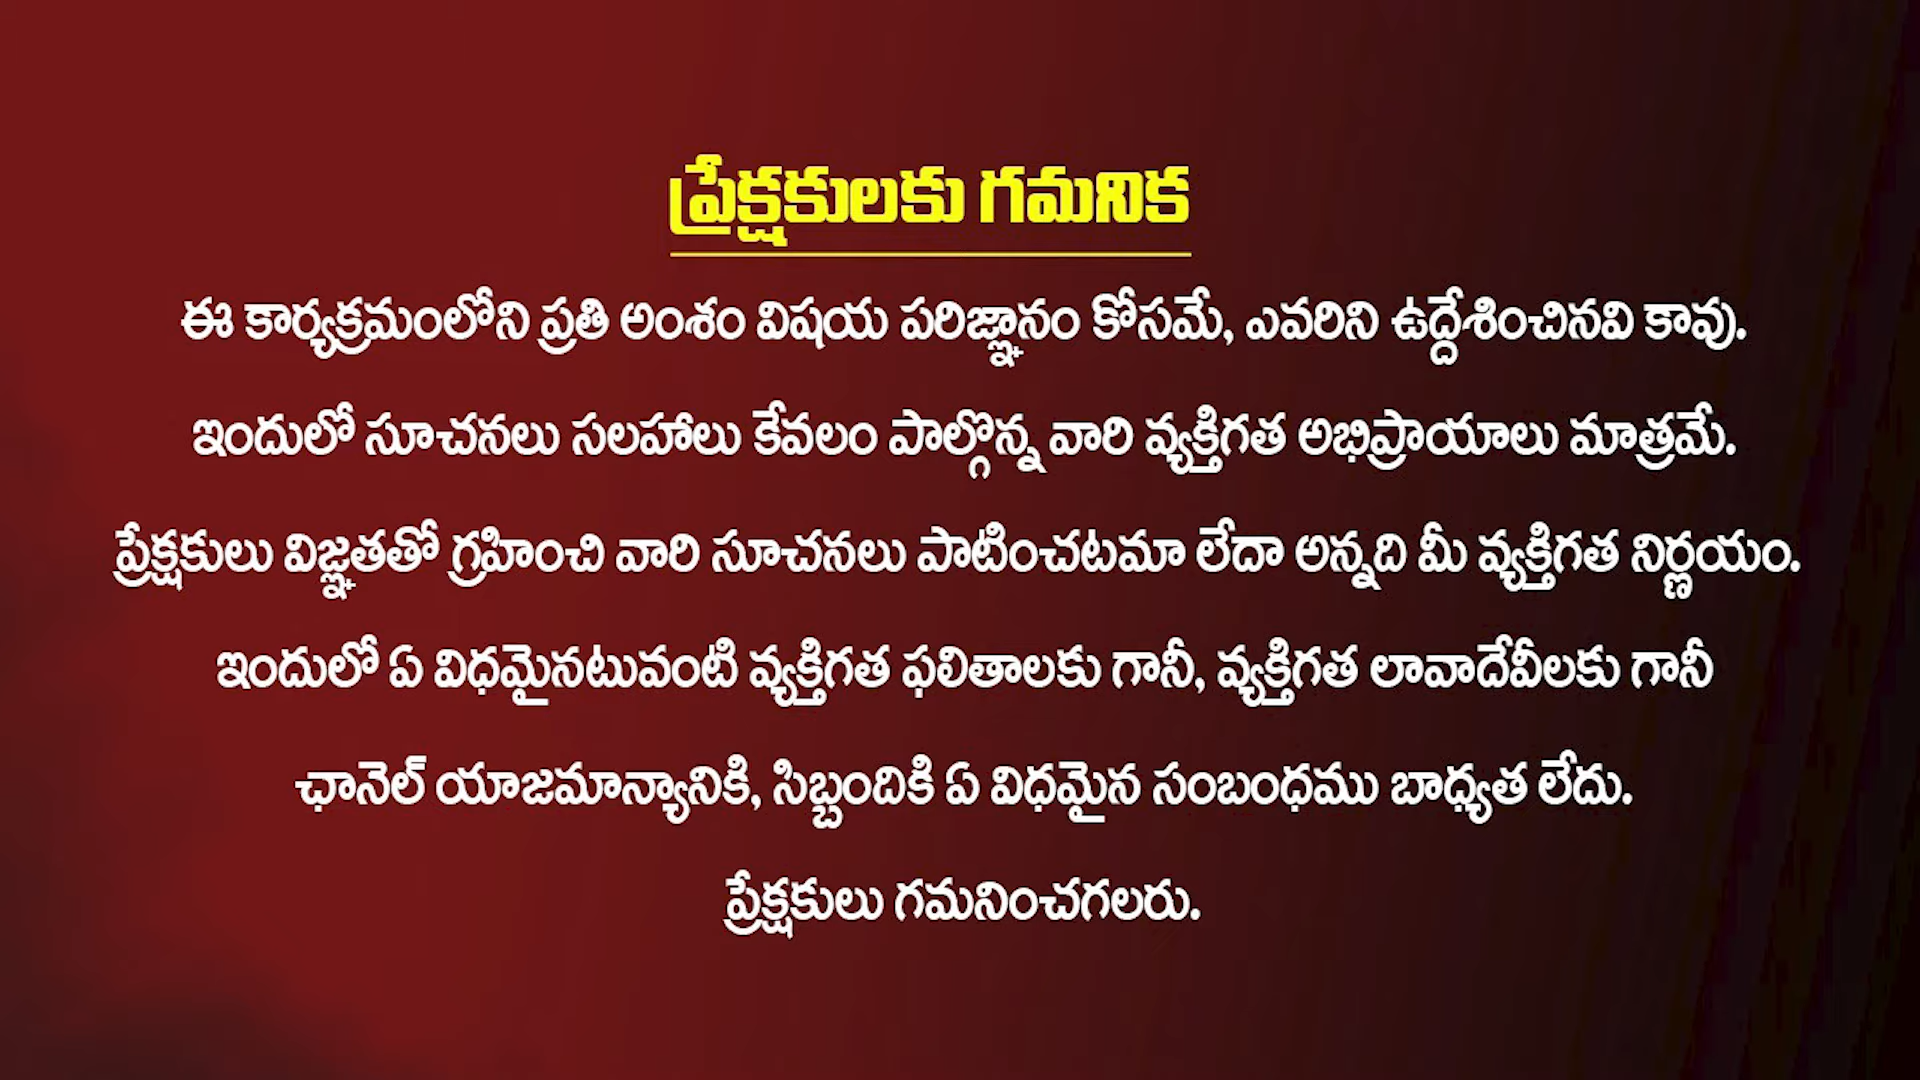 ప్రేక్షకులకు గమనిక
ఈ కార్యక్రమంలోని ప్రతి అంశం విషయ పరిజ్ఞానం కోసమే, ఎవరిని ఉద్దేశించినవి కావు.
ఇందులో సూచనలు సలహాలు కేవలం పాల్గొన్న వారి వ్యక్తిగత అభిప్రాయాలు మాత్రమే.
ప్రేక్షకులు విజ్ఞతతో గ్రహించి వారి సూచనలు పాటించటమా లేదా అన్నది మీ వ్యక్తిగత నిర్ణయం.
ఇందులో ఏ విధమైనటువంటి వ్యక్తిగత ఫలితాలకు గానీ, వ్యక్తిగత లావాదేవీలకు గానీ
ఛానెల్ యాజమాన్యానికి, సిబ్బందికి ఏ విధమైన సంబంధము బాధ్యత లేదు.
ప్రేక్షకులు గమనించగలరు.